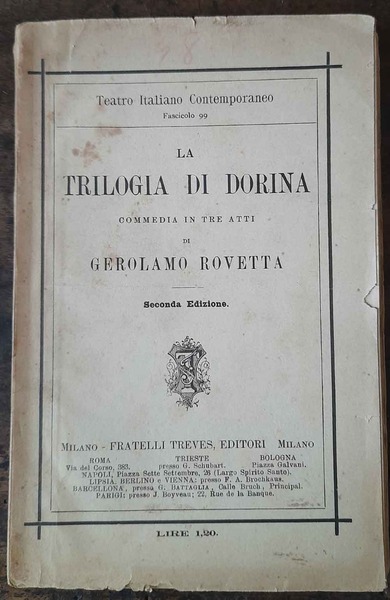 Teatro Italiano Contemporaneo
Fascicolo 99
LA
TRILOGIA DI DORINA
COMMEDIA IN TRE ATTI
DI
GEROLAMO ROVETTA
Seconda Edizione.
MILANO - FRATELLI TREVES, EDITORI MILANO
ROMA TRIESTE BOLOGNA
Via del Corso, 383. presso G. Schubart. Piazza Galvani.
NAPOLI, Piazza Sette Settembre, 26 (Largo Spirito Santo).
LIPSIA, BERLINO e VIENNA: presso F. A. Brockhaus.
BARCELLONA, presso G. BATTAGLIA, Calle Bruch, Principal.
PARIGI: presso J. Boyveau; 22, Rue de la Banque.
LIRE 1,20.